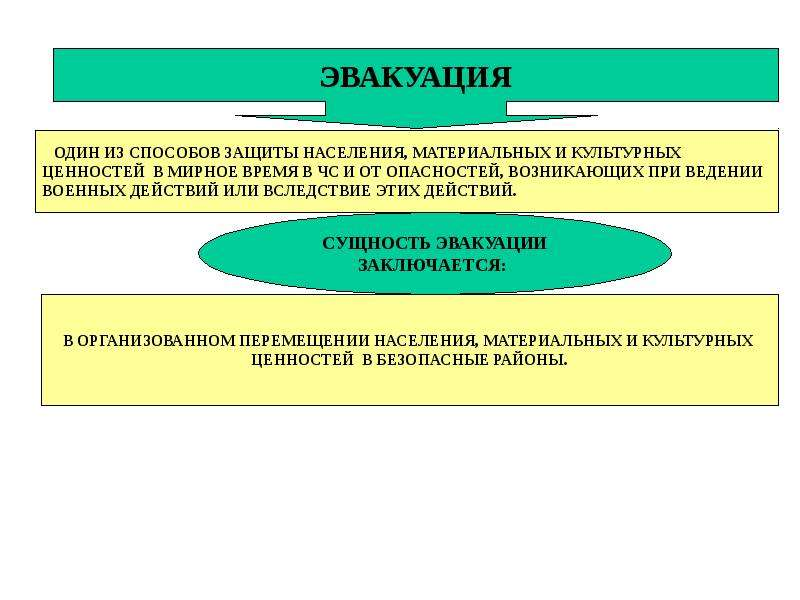 ЭВАКУАЦИЯ
ОДИН ИЗ СПОСОБОВ ЗАЩИТЫ НАСЕЛЕНИЯ, МАТЕРИАЛЬНЫХ И КУЛЬТУРНЫХ
ЦЕННОСТЕЙ В МИРНОЕ ВРЕМЯ В ЧС И ОТ ОПАСНОСТЕЙ, ВОЗНИКАЮЩИХ ПРИ ВЕДЕНИИ
ВОЕННЫХ ДЕЙСТВИЙ ИЛИ ВСЛЕДСТВИЕ ЭТИХ ДЕЙСТВИЙ.
СУЩНОСТЬ ЭВАКУАЦИИ
ЗАКЛЮЧАЕТСЯ:
В ОРГАНИЗОВАННОМ ПЕРЕМЕЩЕНИИ НАСЕЛЕНИЯ, МАТЕРИАЛЬНЫХ И КУЛЬТУРНЫХ
ЦЕННОСТЕЙ В БЕЗОПАСНЫЕ РАЙОНЫ.